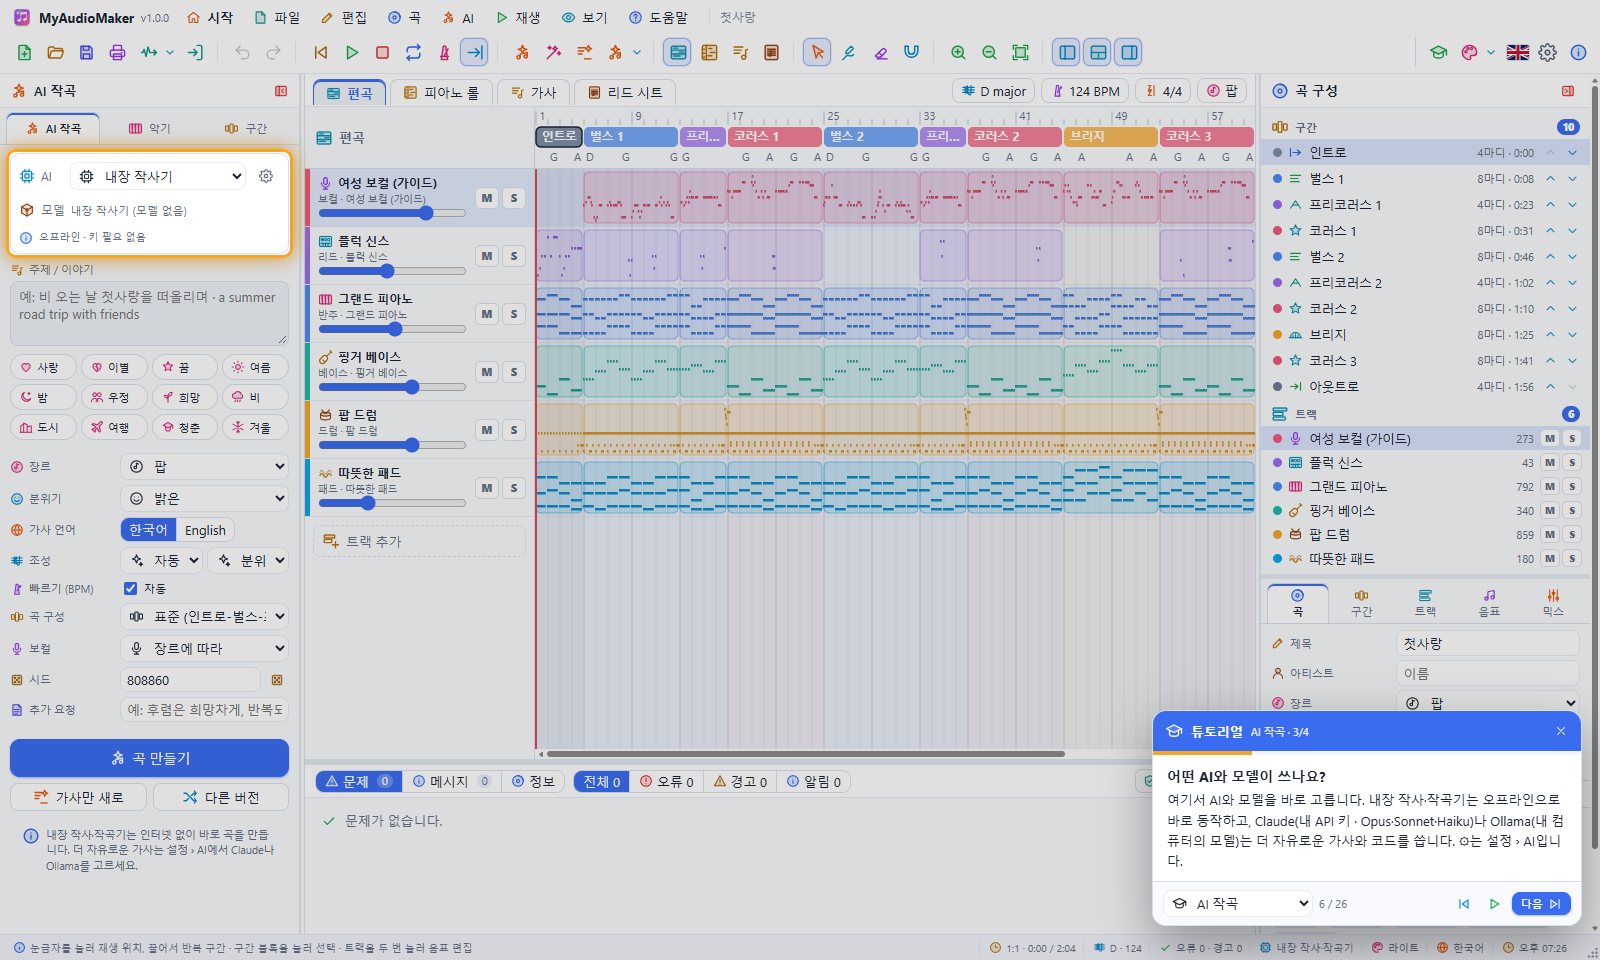 MyAudioMaker v1.0.0 시작 파일 편집 곡 AI 재생 보기 도움말 첫사랑
AI 작곡
AI 작곡 악기 구간
AI 내장 작사기
모델 내장 작사기 (모델 없음)
오프라인 · 키 필요 없음
주제 / 이야기
예: 비 오는 날 첫사랑을 떠올리며 · a summer
road trip with friends
사랑 이별 꿈 여름
밤 우정 희망 비
도시 여행 청춘 겨울
장르 팝
분위기 밝은
가사 언어 한국어 English
조성 자동 분위
빠르기 (BPM) 자동
곡 구성 표준 (인트로-벌스-
보컬 장르에 따라
시드 808860
추가 요청 예: 후렴은 희망차게, 반복도
곡 만들기
가사만 새로 다른 버전
내장 작사·작곡기는 인터넷 없이 바로 곡을 만듭
니다. 더 자유로운 가사는 설정 › AI에서 Claude나
Ollama를 고르세요.
편곡 피아노 롤 가사 리드 시트 D major 124 BPM 4/4 팝
편곡
1 9 17 25 33 41 49 57
인트로 벌스 1 프리... 코러스 1 벌스 2 프리... 코러스 2 브리지 코러스 3
G A D G G G G A G A D G G G G A G A A A G A G A
여성 보컬 (가이드) M S
보컬 · 여성 보컬 (가이드)
플럭 신스 M S
리드 · 플럭 신스
그랜드 피아노 M S
반주 · 그랜드 피아노
핑거 베이스 M S
베이스 · 핑거 베이스
팝 드럼 M S
드럼 · 팝 드럼
따뜻한 패드 M S
패드 · 따뜻한 패드
트랙 추가
문제 0 메시지 0 정보 전체 0 오류 0 경고 0 알림 0
문제가 없습니다.
곡 구성
구간 10
인트로 4마디 · 0:00
벌스 1 8마디 · 0:08
프리코러스 1 4마디 · 0:23
코러스 1 8마디 · 0:31
벌스 2 8마디 · 0:46
프리코러스 2 4마디 · 1:02
코러스 2 8마디 · 1:10
브리지 8마디 · 1:25
코러스 3 8마디 · 1:41
아웃트로 4마디 · 1:56
트랙 6
여성 보컬 (가이드) 273 M S
플럭 신스 43 M S
그랜드 피아노 792 M S
핑거 베이스 340 M S
팝 드럼 859 M S
따뜻한 패드 180 M S
곡 구간 트랙 음표 믹스
제목 첫사랑
아티스트 이름
장르 팝
튜토리얼 AI 작곡 · 3/4
어떤 AI와 모델이 쓰나요?
여기서 AI와 모델을 바로 고릅니다. 내장 작사·작곡기는 오프라인으로
바로 동작하고, Claude(내 API 키 · Opus·Sonnet·Haiku)나 Ollama(내 컴
퓨터의 모델)는 더 자유로운 가사와 코드를 씁니다. ⚙는 설정 › AI입니
다.
AI 작곡 6 / 26 다음
눈금자를 눌러 재생 위치, 끌어서 반복 구간 · 구간 블록을 눌러 선택 · 트랙을 두 번 눌러 음표 편집 1:1 · 0:00 / 2:04 D · 124 오류 0 · 경고 0 내장 작사·작곡기 라이트 한국어 오후 07:26